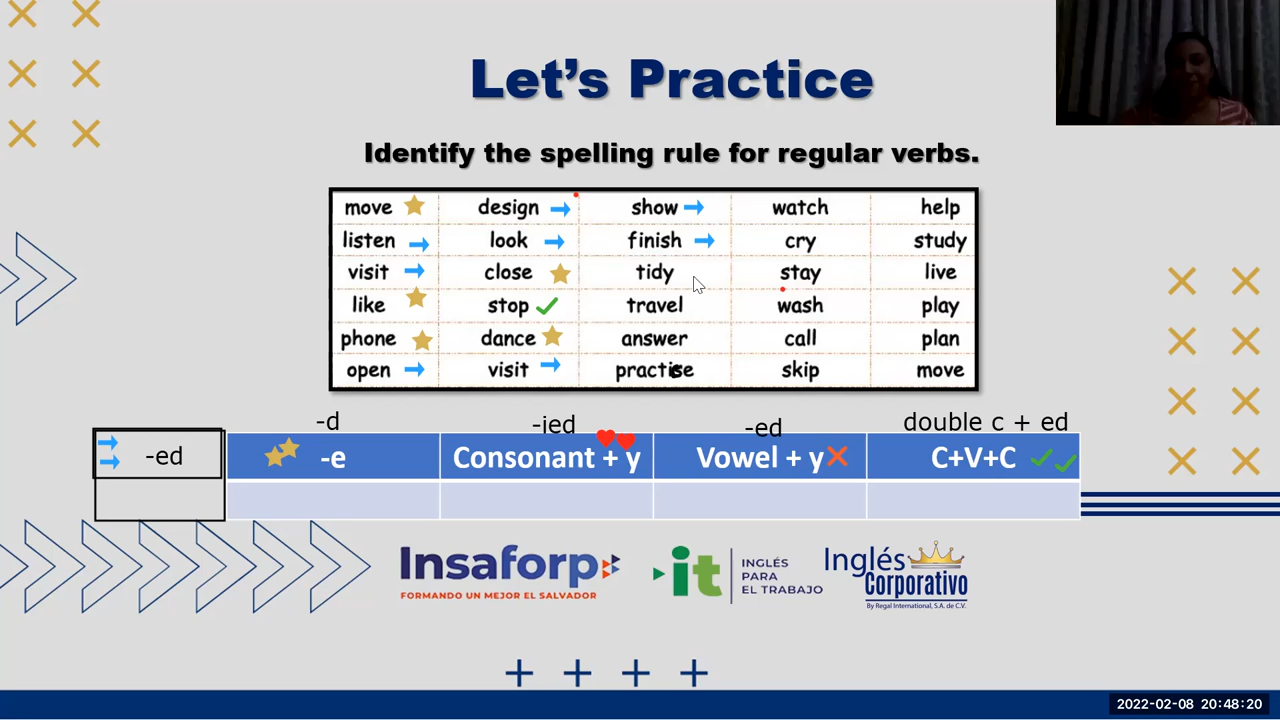 Let's Practice
Identify the spelling rule for regular verbs.
move design show watch help
listen look finish cry study
visit close tidy stay live
like stop travel wash play
phone dance answer call plan
open visit skip move
-d -ied -ed double c + ed
-ed -e Consonant + y Vowel + y C+V+C
Insaforp
FORMANDO UN MEJOR EL SALVADOR
it
INGLÉS
PARA
EL TRABAJO
Inglés
Corporativo
By Regal International, S.A. de C.V.
2022-02-08 20:48:20